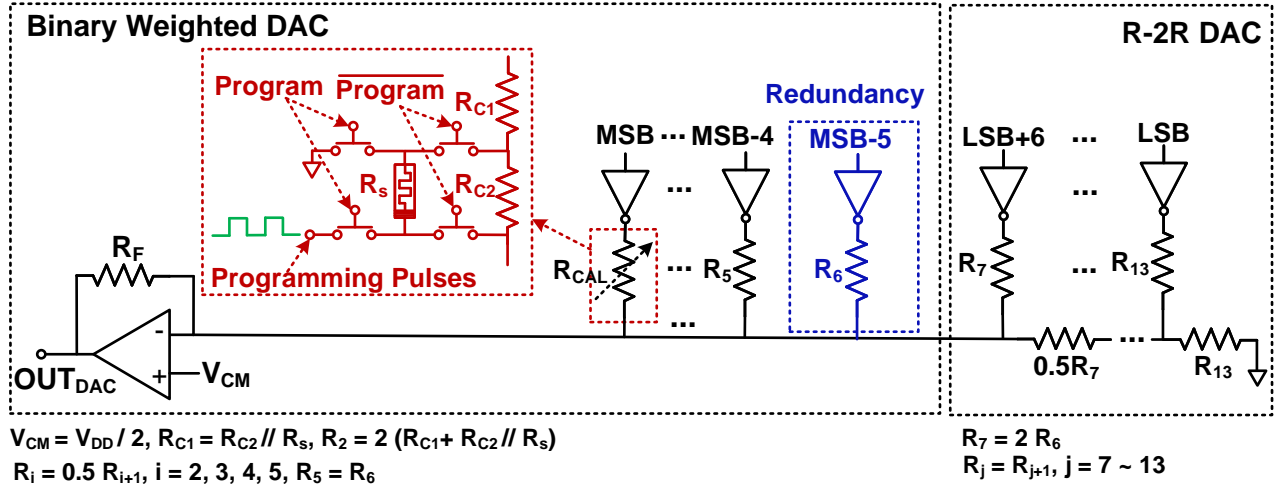 Binary Weighted DAC
R-2R DAC
Program
Program
R_C1
Redundancy
MSB ... MSB-4
MSB-5
LSB+6 ... LSB
R_s
R_C2
...
...
R_F
R_CAL
...
R_5
R_6
R_7
...
R_13
Programming Pulses
...
...
-
+
V_CM
OUT_DAC
0.5R_7
R_13
V_CM = V_DD / 2, R_C1 = R_C2 // R_s, R_2 = 2 (R_C1 + R_C2 // R_s)
R_i = 0.5 R_i+1, i = 2, 3, 4, 5, R_5 = R_6
R_7 = 2 R_6
R_j = R_j+1, j = 7 ~ 13